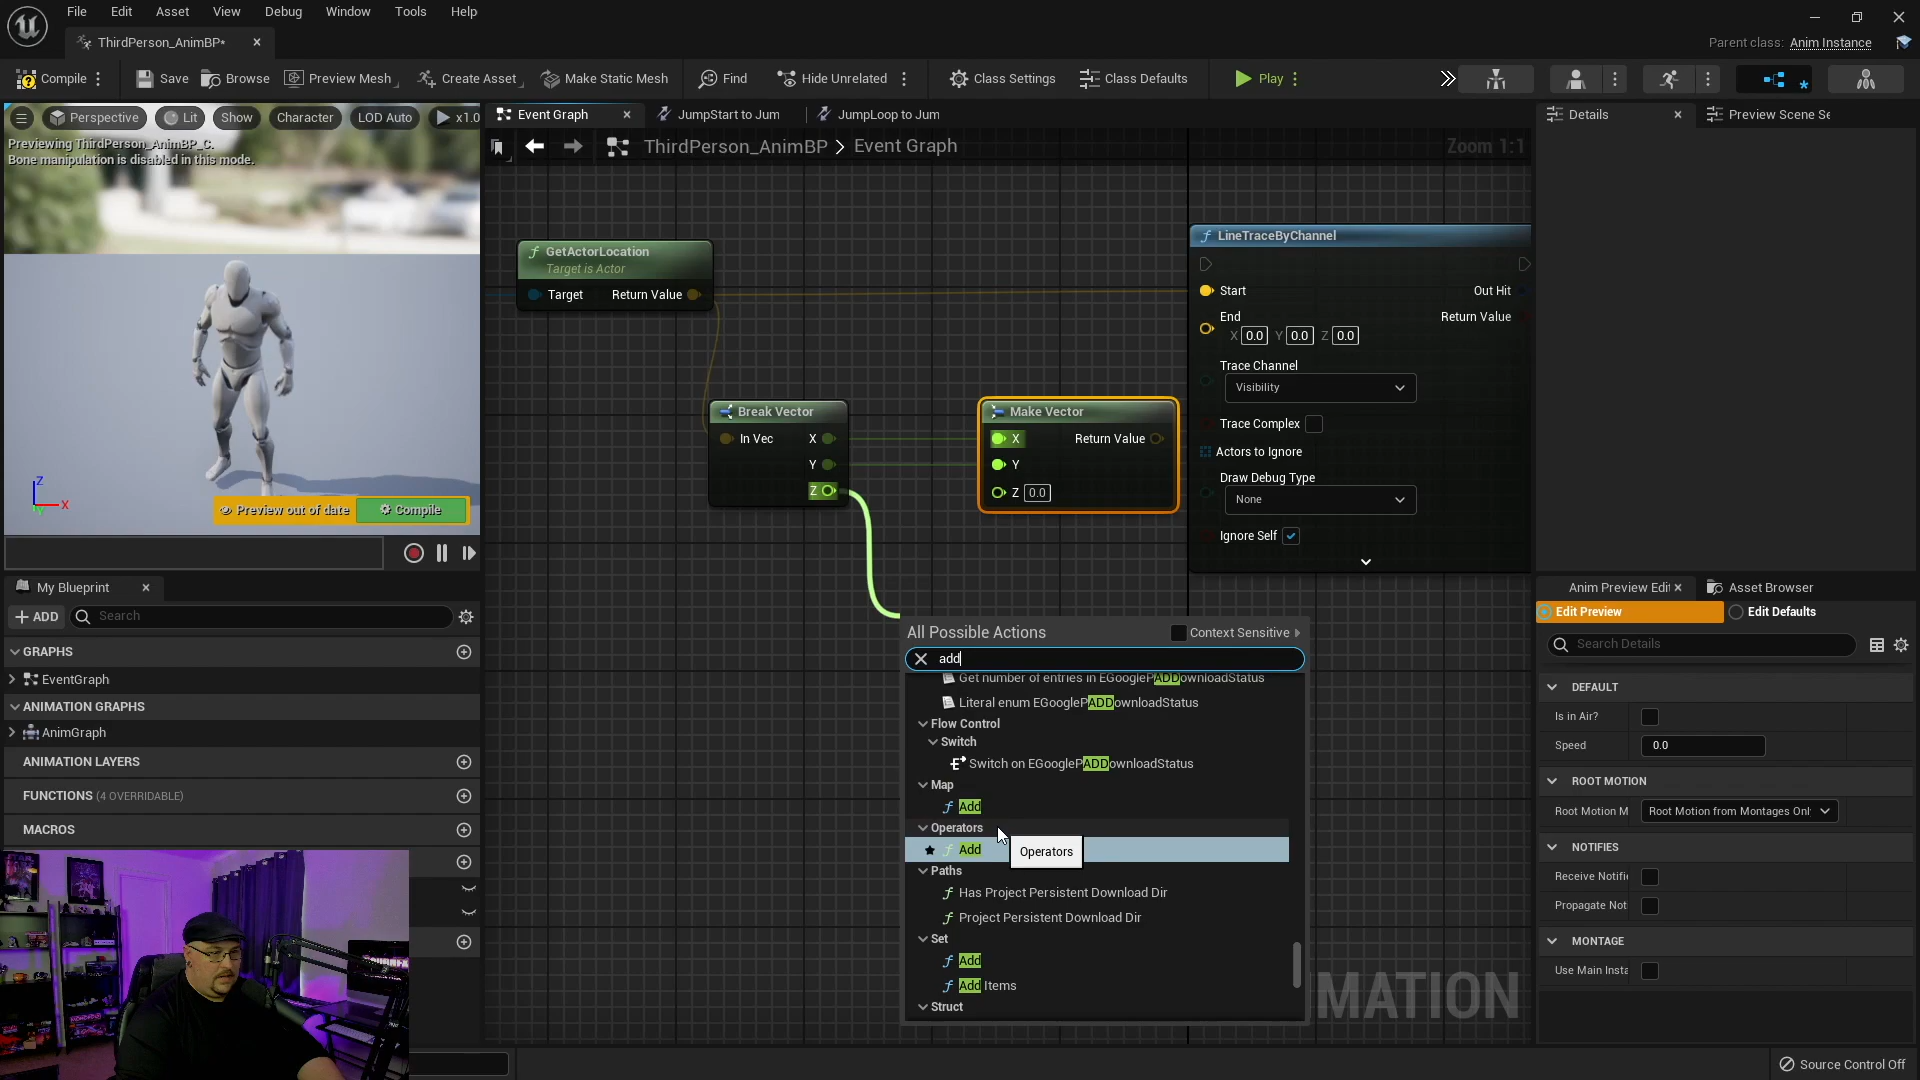 File Edit Asset View Debug Window Tools Help
ThirdPerson_AnimBP*
Parent class: Anim Instance
Compile Save Browse Preview Mesh Create Asset Make Static Mesh Find Hide Unrelated Class Settings Class Defaults Play
Perspective Lit Show Character LOD Auto x1.0
Previewing ThirdPerson_AnimBP_C.
Bone manipulation is disabled in this mode.
Z
X
Preview out of date Compile
My Blueprint
ADD Search
GRAPHS
EventGraph
ANIMATION GRAPHS
AnimGraph
ANIMATION LAYERS
FUNCTIONS (4 OVERRIDABLE)
MACROS
Event Graph JumpStart to Jum JumpLoop to Jum
ThirdPerson_AnimBP > Event Graph
Zoom 1:1
GetActorLocation
Target is Actor
Target Return Value
Break Vector
In Vec X
Y
Z
Make Vector
X Return Value
Y
Z 0.0
LineTraceByChannel
Start Out Hit
End Return Value
X 0.0 Y 0.0 Z 0.0
Trace Channel
Visibility
Trace Complex
Actors to Ignore
Draw Debug Type
None
Ignore Self
All Possible Actions Context Sensitive
add
Get number of entries in EGooglePADDownloadStatus
Literal enum EGooglePADDownloadStatus
Flow Control
Switch
Switch on EGooglePADDownloadStatus
Map
Add
Operators
Add
Operators
Paths
Has Project Persistent Download Dir
Project Persistent Download Dir
Set
Add
Add Items
Struct
MATION
Details Preview Scene Se
Anim Preview Edit Asset Browser
Edit Preview Edit Defaults
Search Details
DEFAULT
Is in Air?
Speed 0.0
ROOT MOTION
Root Motion M Root Motion from Montages Onl
NOTIFIES
Receive Notifi
Propagate Not
MONTAGE
Use Main Insta
Source Control Off